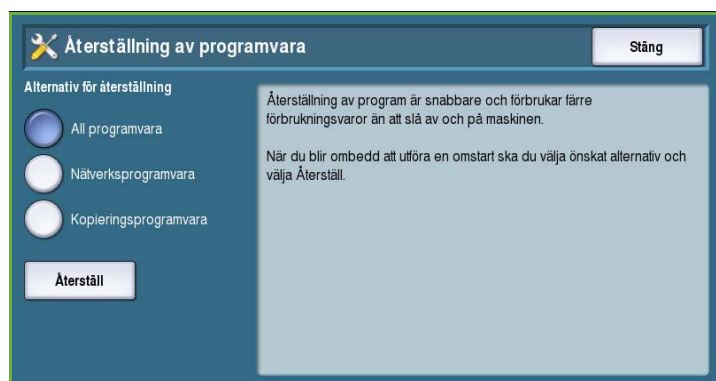 Återställning av programvara
Stäng
Alternativ för återställning
All programvara
Nätverksprogramvara
Kopieringsprogramvara
Återställ
Återställning av program är snabbare och förbrukar färre
förbrukningsvaror än att slå av och på maskinen.
När du blir ombedd att utföra en omstart ska du välja önskat alternativ och
välja Återställ.